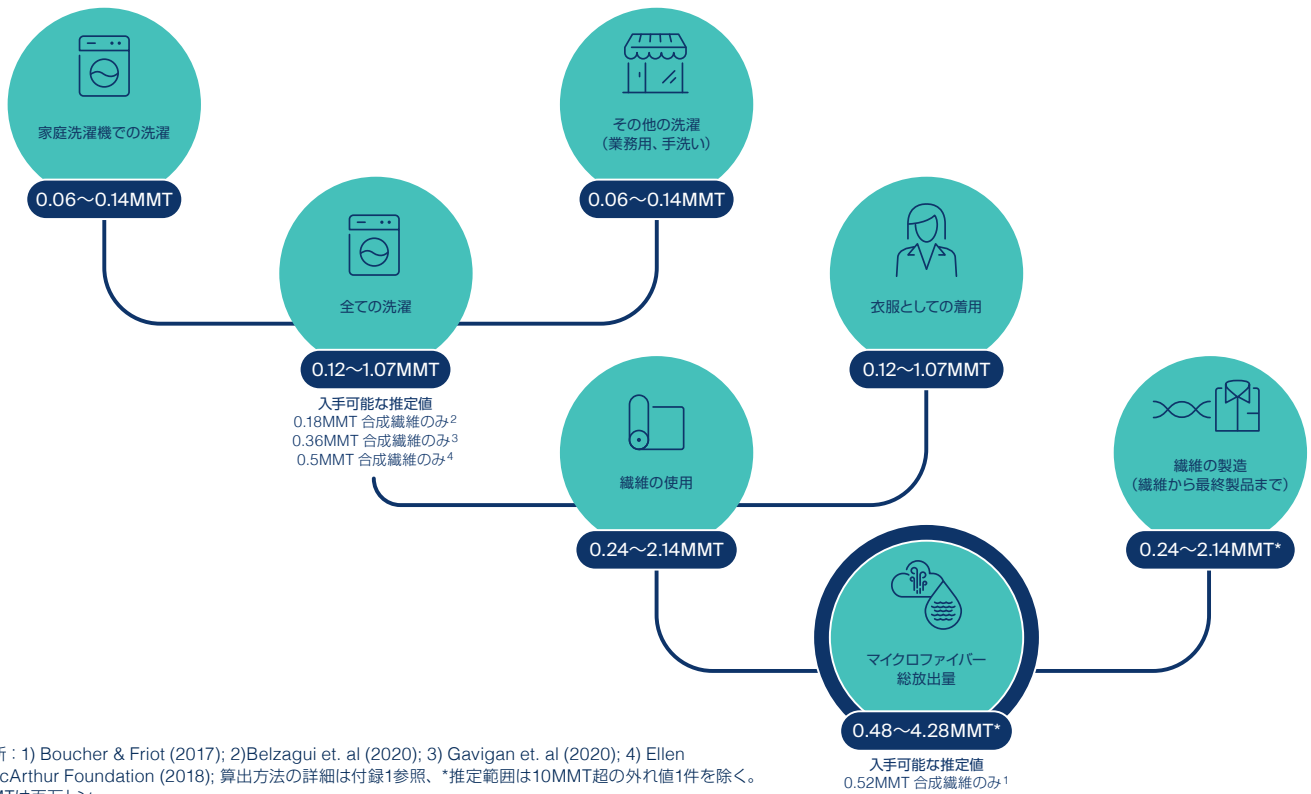 家庭洗濯機での洗濯
0.06～0.14MMT
その他の洗濯
（業務用、手洗い）
0.06～0.14MMT
全ての洗濯
0.12～1.07MMT
入手可能な推定値
0.18MMT 合成繊維のみ2
0.36MMT 合成繊維のみ3
0.5MMT 合成繊維のみ4
衣服としての着用
0.12～1.07MMT
繊維の使用
0.24～2.14MMT
繊維の製造
（繊維から最終製品まで）
0.24～2.14MMT*
マイクロファイバー
総放出量
0.48～4.28MMT*
入手可能な推定値
0.52MMT 合成繊維のみ1
: 1) Boucher & Friot (2017); 2)Belzagui et. al (2020); 3) Gavigan et. al (2020); 4) Ellen
cArthur Foundation (2018); 算出方法の詳細は付録1参照、*推定範囲は10MMT超の外れ値1件を除く。